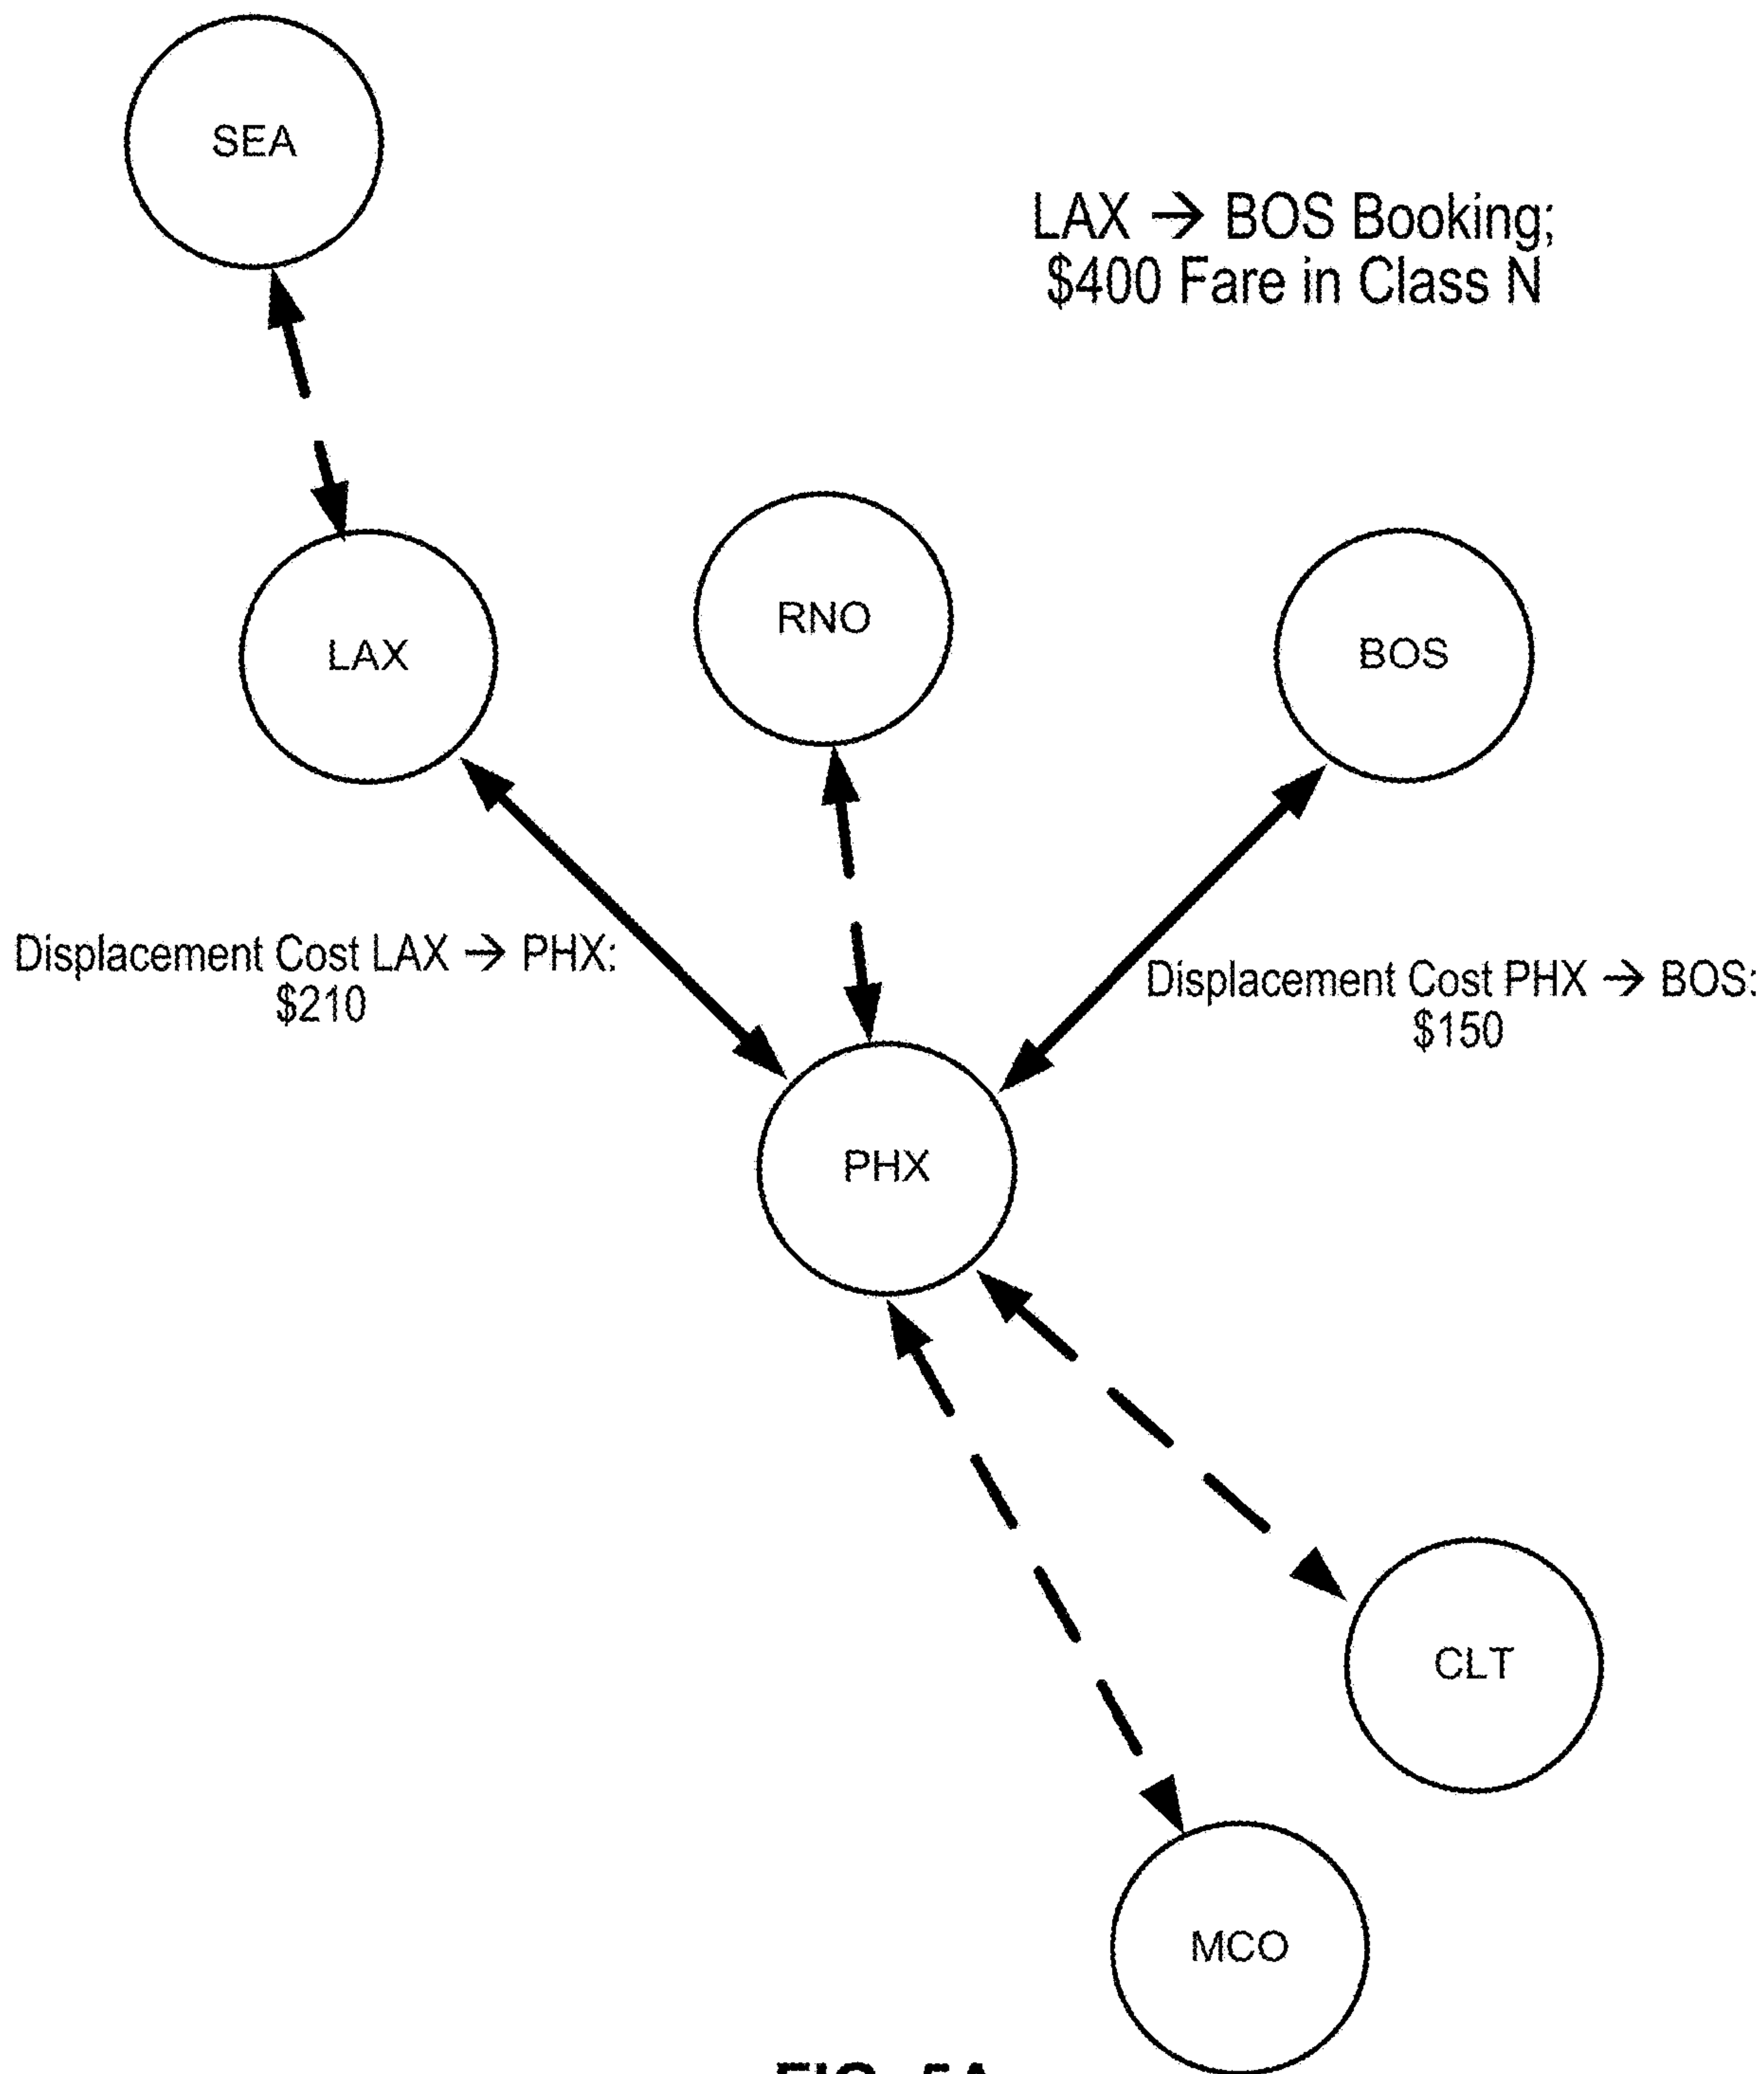 SEA
LAX → BOS Booking;
$400 Fare in Class N
RNO
LAX
BOS
Displacement Cost LAX → PHX:
$210
Displacement Cost PHX → BOS:
$150
PHX
CLT
MCO